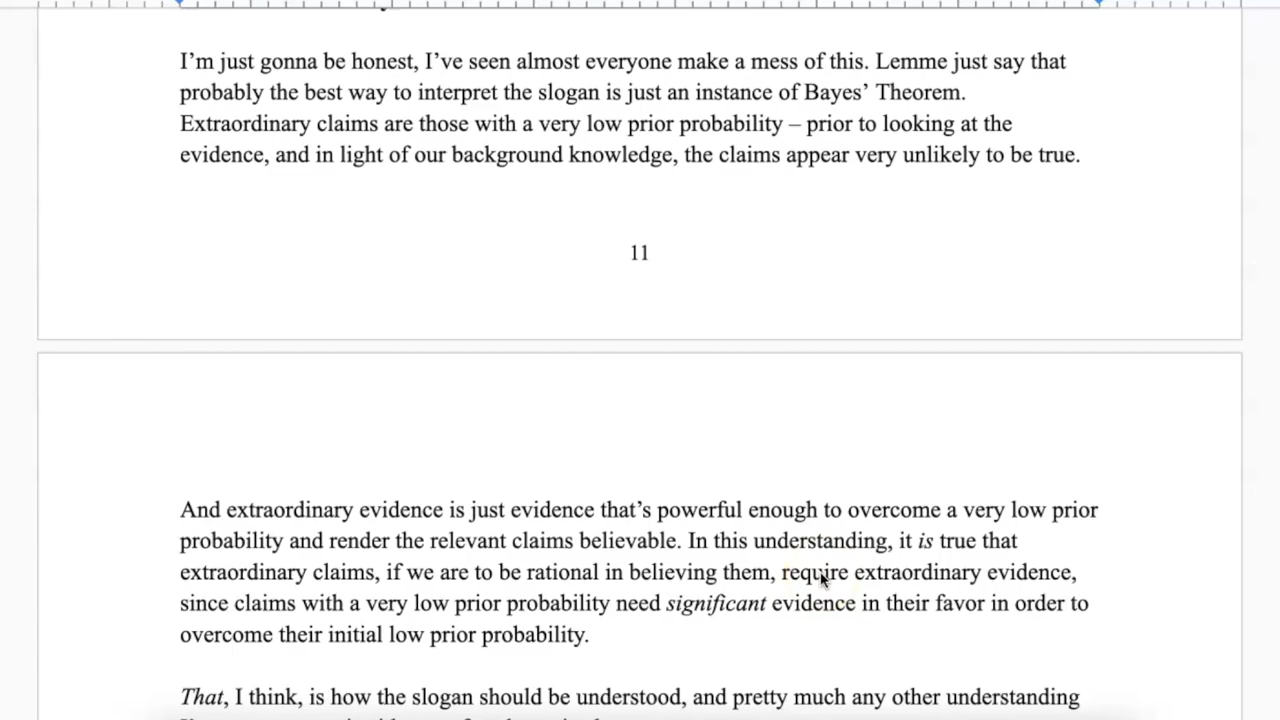 I’m just gonna be honest, I’ve seen almost everyone make a mess of this. Lemme just say that
probably the best way to interpret the slogan is just an instance of Bayes’ Theorem.
Extraordinary claims are those with a very low prior probability – prior to looking at the
evidence, and in light of our background knowledge, the claims appear very unlikely to be true.
11
And extraordinary evidence is just evidence that’s powerful enough to overcome a very low prior
probability and render the relevant claims believable. In this understanding, it is true that
extraordinary claims, if we are to be rational in believing them, require extraordinary evidence,
since claims with a very low prior probability need significant evidence in their favor in order to
overcome their initial low prior probability.
That, I think, is how the slogan should be understood, and pretty much any other understanding